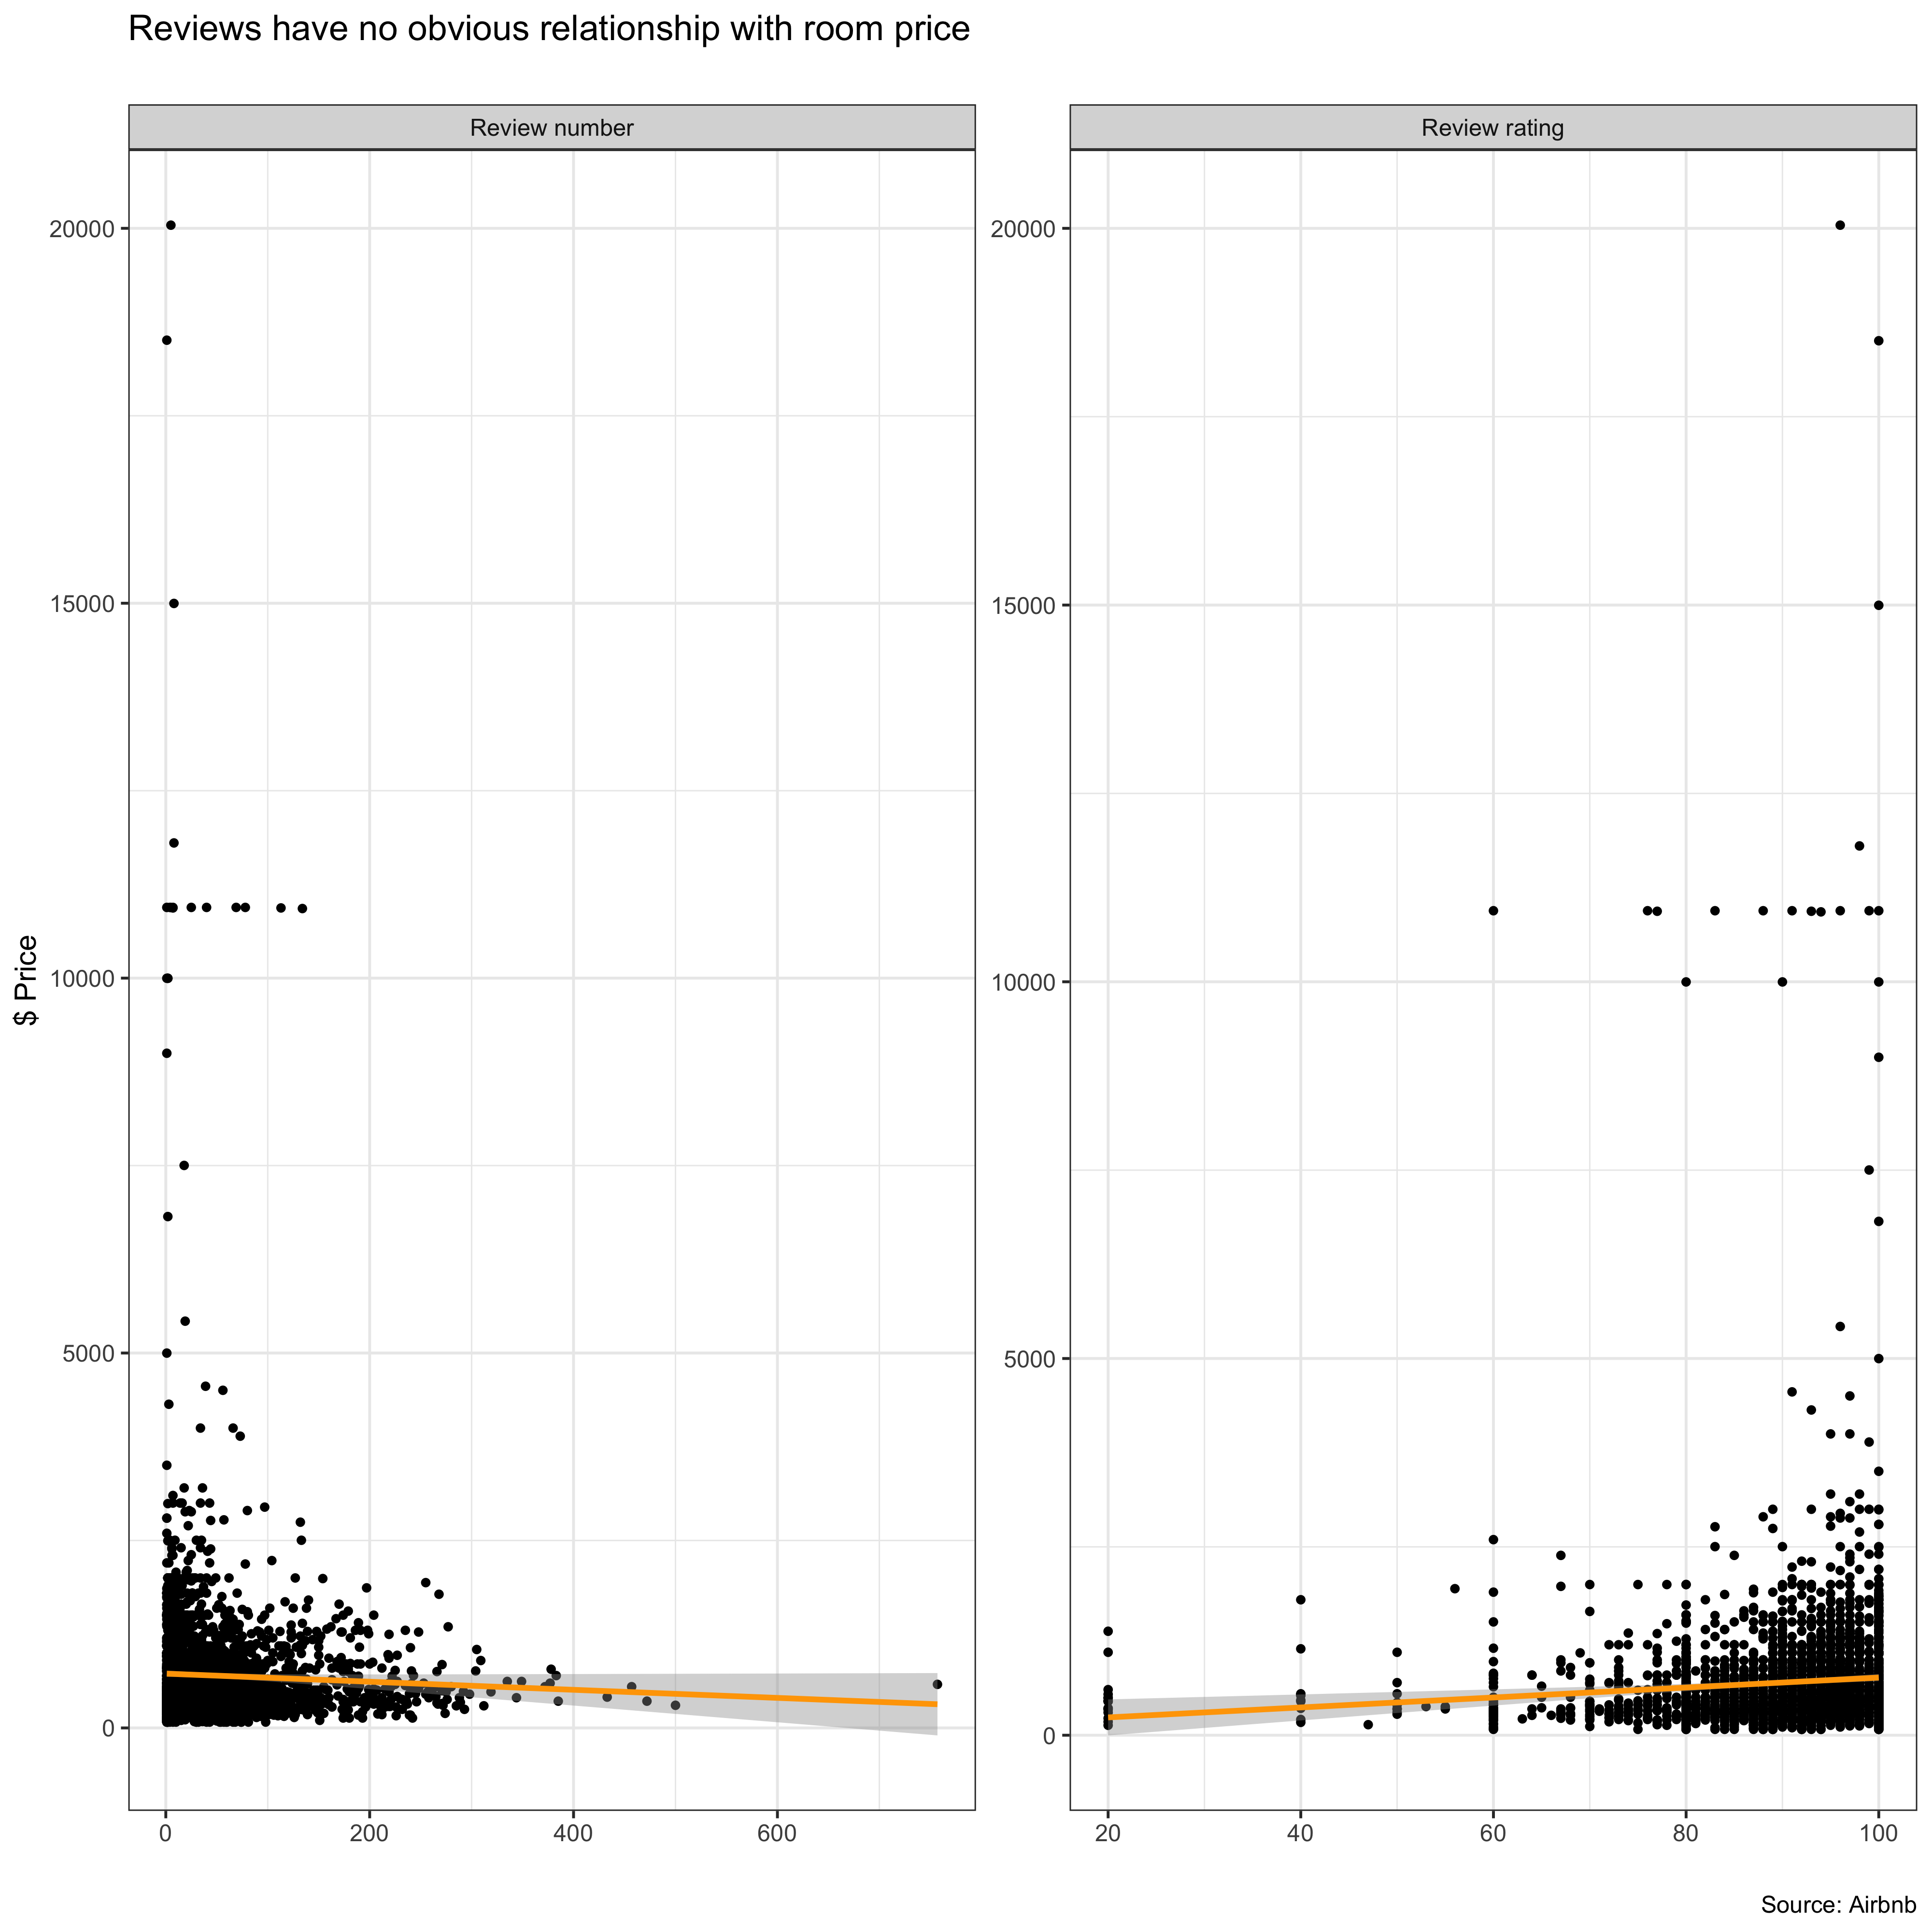 Reviews have no obvious relationship with room price
Review number
Review rating
$ Price
20000
15000
10000
5000
0
0 200 400 600
20000
15000
10000
5000
0
20 40 60 80 100
Source: Airbnb